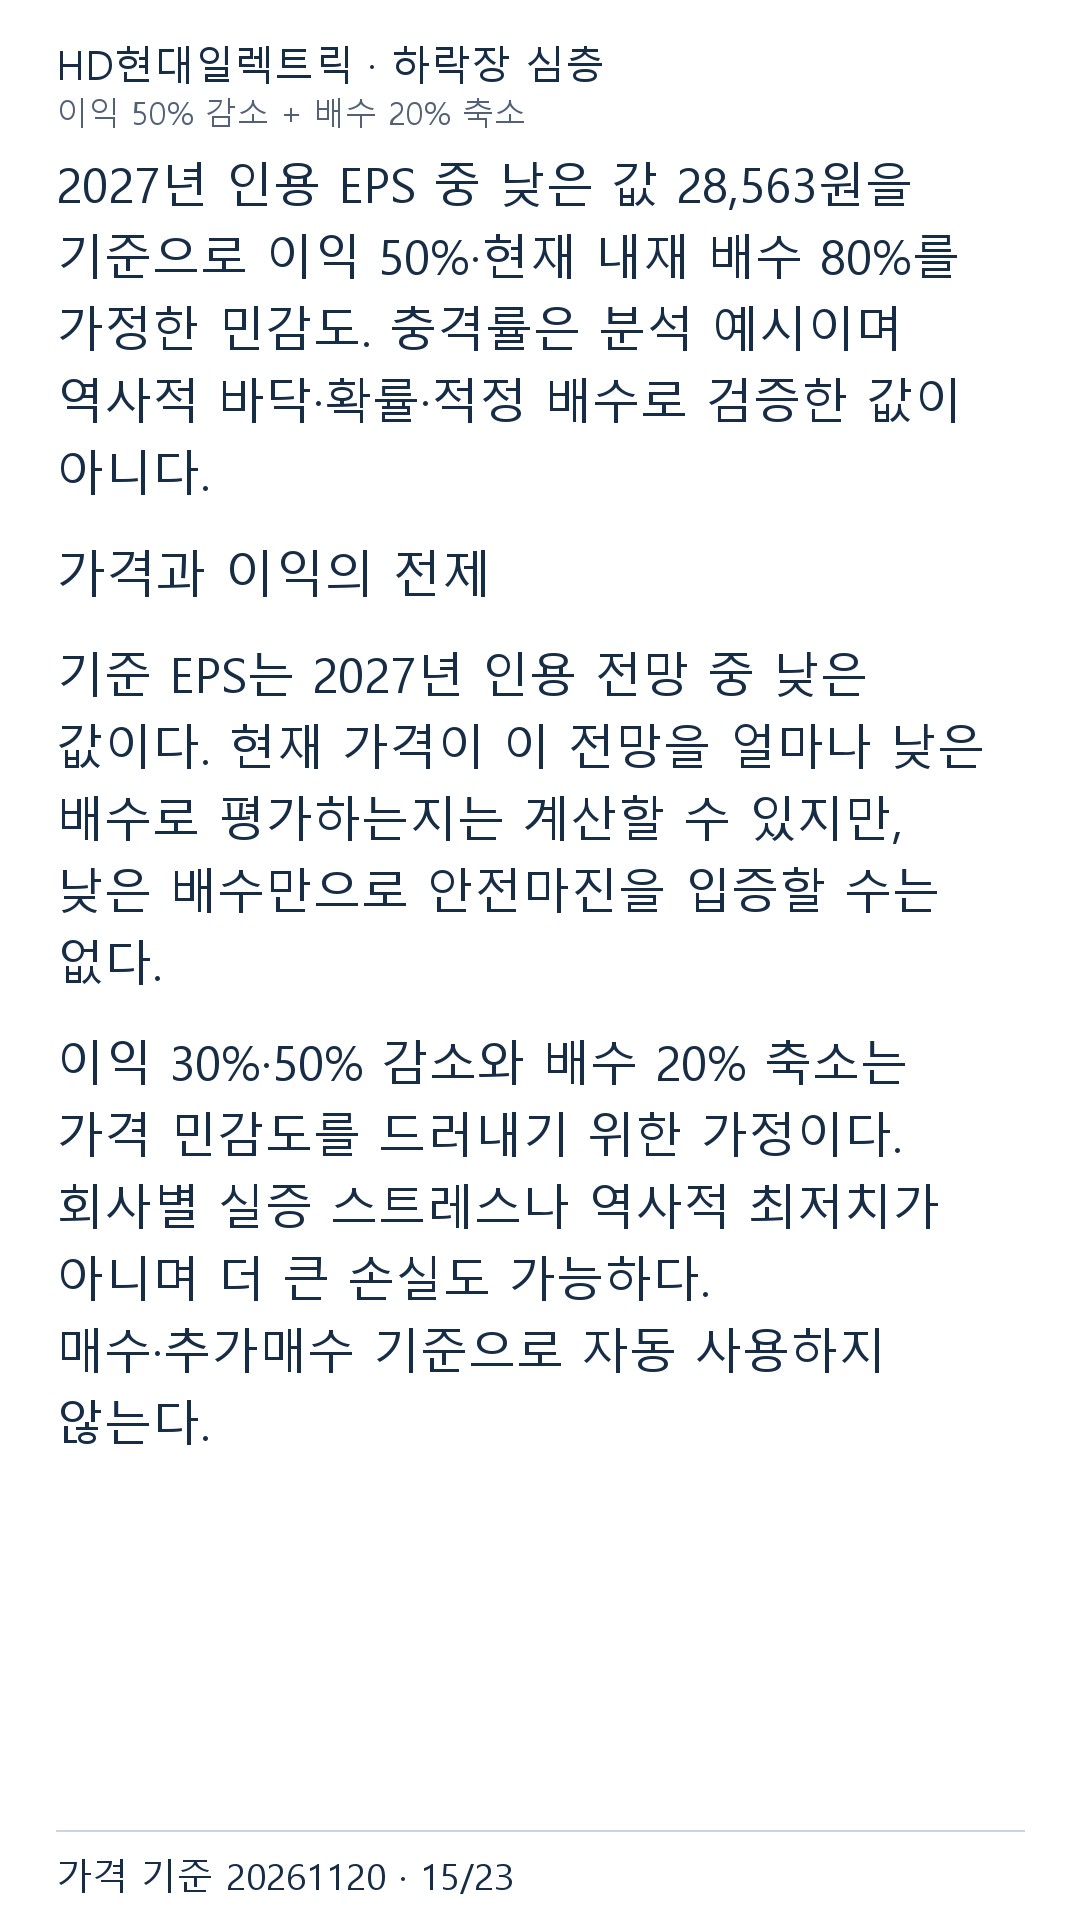 HD현대일렉트릭 · 하락장 심층
이익 50% 감소 + 배수 20% 축소
2027년 인용 EPS 중 낮은 값 28,563원을
기준으로 이익 50%·현재 내재 배수 80%를
가정한 민감도. 충격률은 분석 예시이며
역사적 바닥·확률·적정 배수로 검증한 값이
아니다.
가격과 이익의 전제
기준 EPS는 2027년 인용 전망 중 낮은
값이다. 현재 가격이 이 전망을 얼마나 낮은
배수로 평가하는지는 계산할 수 있지만,
낮은 배수만으로 안전마진을 입증할 수는
없다.
이익 30%·50% 감소와 배수 20% 축소는
가격 민감도를 드러내기 위한 가정이다.
회사별 실증 스트레스나 역사적 최저치가
아니며 더 큰 손실도 가능하다.
매수·추가매수 기준으로 자동 사용하지
않는다.
가격 기준 20261120 · 15/23